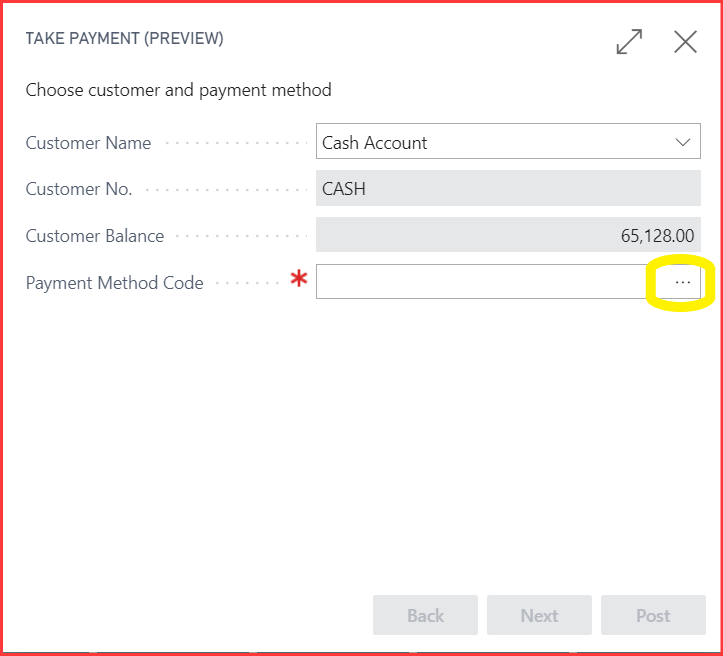 TAKE PAYMENT (PREVIEW)
Choose customer and payment method
Customer Name Cash Account
Customer No. CASH
Customer Balance 65,128.00
Payment Method Code * ...
Back Next Post